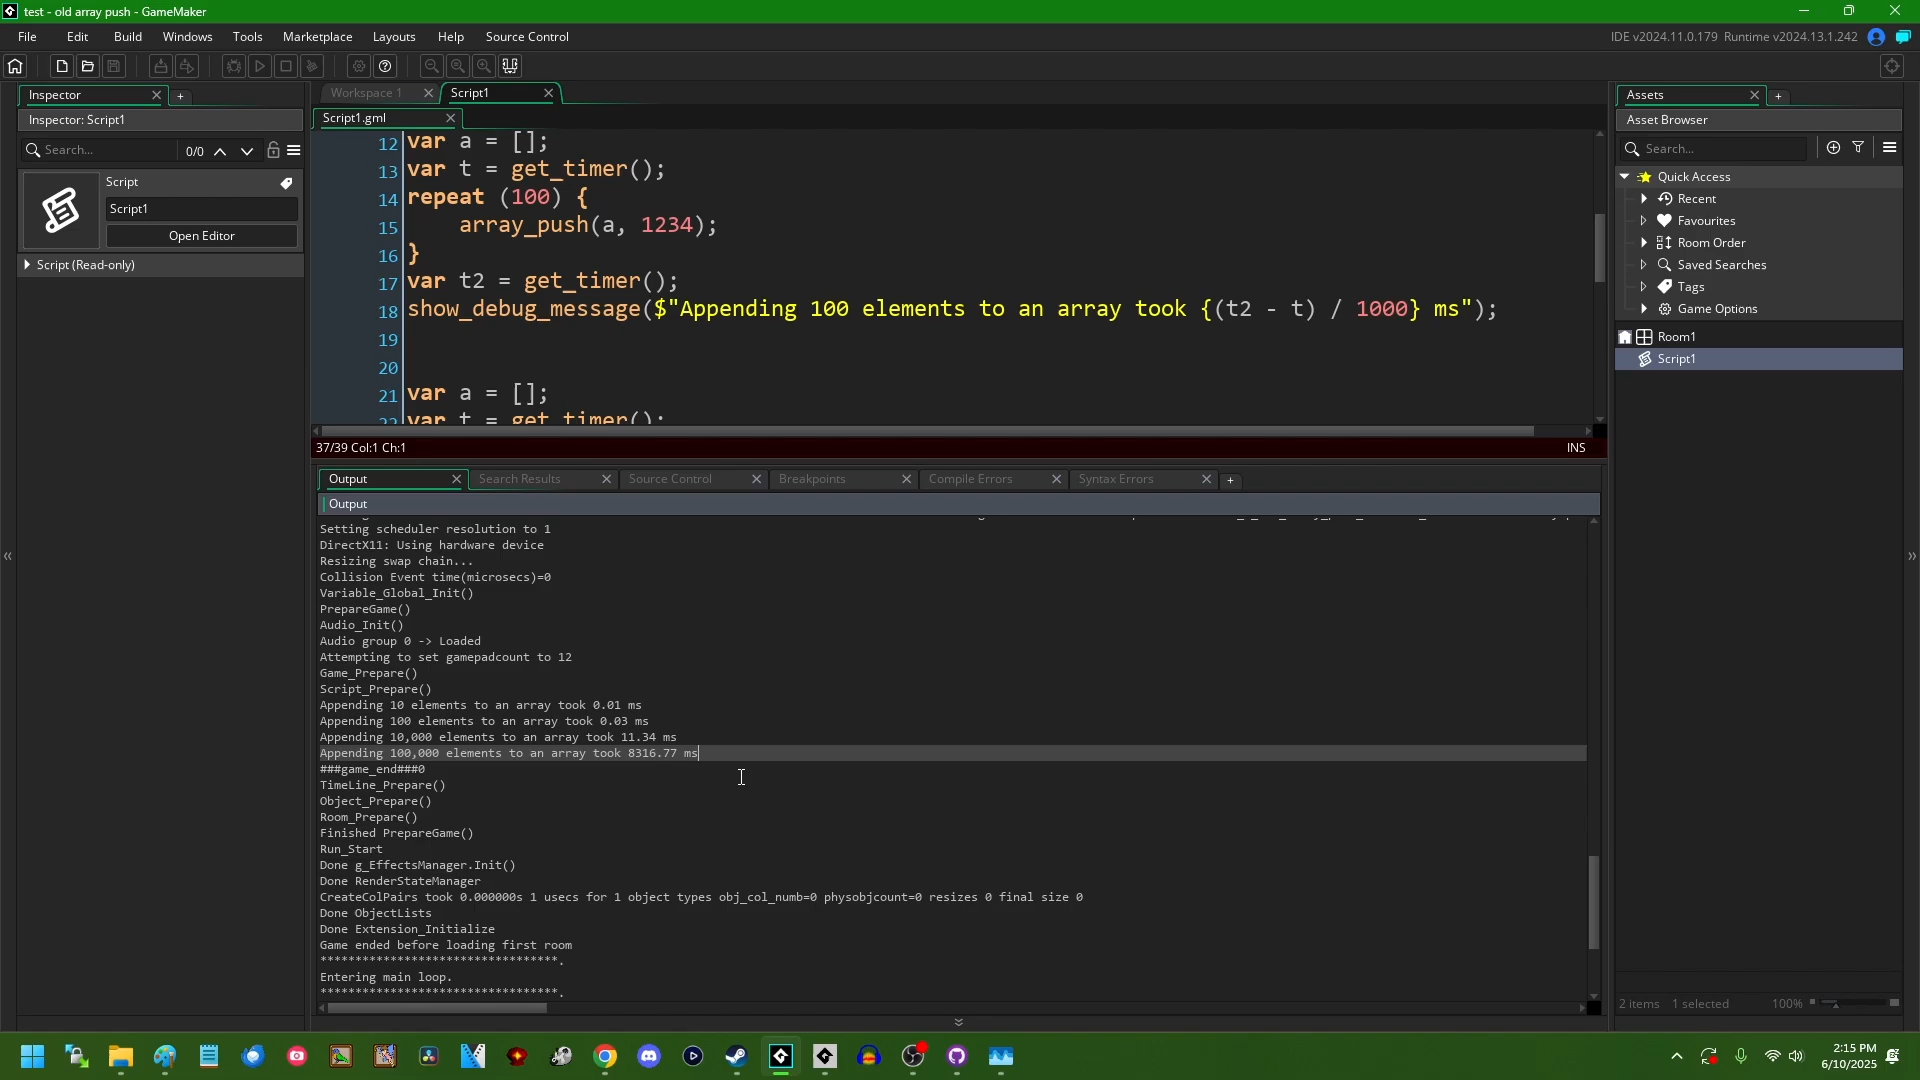 test - old array push - GameMaker
File Edit Build Windows Tools Marketplace Layouts Help Source Control
IDE v2024.11.0.179 Runtime v2024.13.1.242
Inspector
Inspector: Script1
Search... 0/0
Script
Script1
Open Editor
Script (Read-only)
Workspace 1 Script1
Script1.gml
12 var a = [];
13 var t = get_timer();
14 repeat (100) {
15 array_push(a, 1234);
16 }
17 var t2 = get_timer();
18 show_debug_message($"Appending 100 elements to an array took {(t2 - t) / 1000} ms");
19
20
21 var a = [];
22 var t = get_timer();
37/39 Col:1 Ch:1 INS
Output Search Results Source Control Breakpoints Compile Errors Syntax Errors
Output
Setting scheduler resolution to 1
DirectX11: Using hardware device
Resizing swap chain...
Collision Event time(microsecs)=0
Variable_Global_Init()
PrepareGame()
Audio_Init()
Audio group 0 -> Loaded
Attempting to set gamepadcount to 12
Game_Prepare()
Script_Prepare()
Appending 10 elements to an array took 0.01 ms
Appending 100 elements to an array took 0.03 ms
Appending 10,000 elements to an array took 11.34 ms
Appending 100,000 elements to an array took 8316.77 ms
###game_end###0
TimeLine_Prepare()
Object_Prepare()
Room_Prepare()
Finished PrepareGame()
Run_Start
Done g_EffectsManager.Init()
Done RenderStateManager
CreateColPairs took 0.000000s 1 usecs for 1 object types obj_col_numb=0 physobjcount=0 resizes 0 final size 0
Done ObjectLists
Done Extension_Initialize
Game ended before loading first room
**********************************.
Entering main loop.
**********************************.
Assets
Asset Browser
Search...
Quick Access
Recent
Favourites
Room Order
Saved Searches
Tags
Game Options
Room1
Script1
2 items 1 selected 100%
2:15 PM
6/10/2025